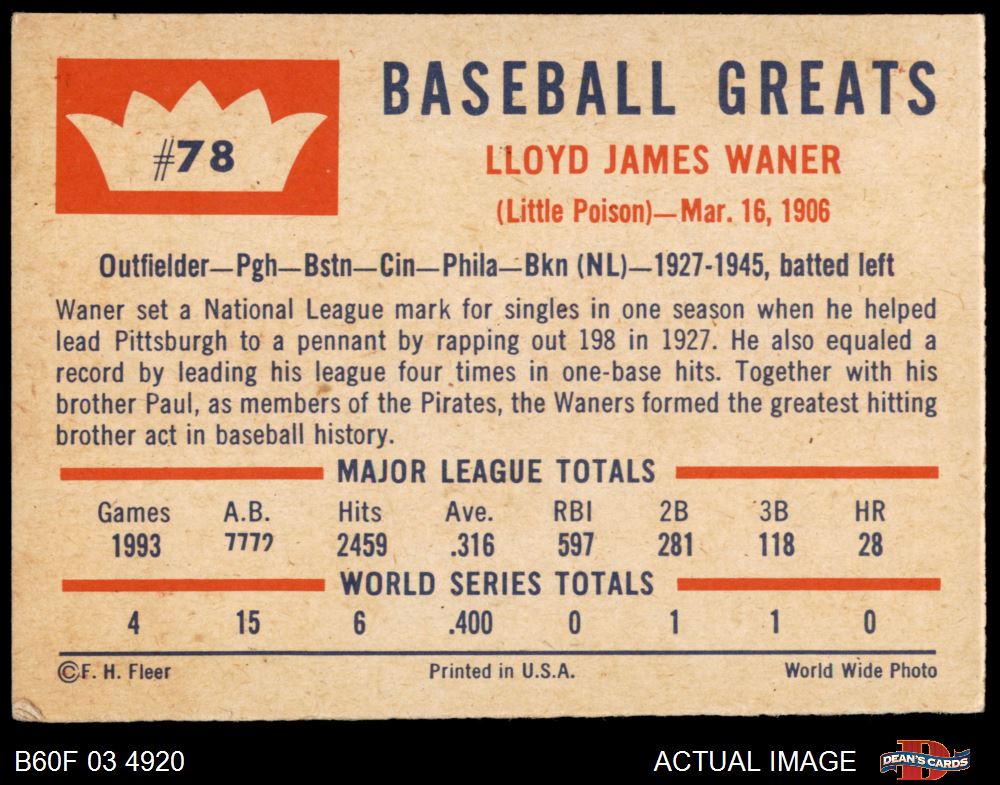 #78
BASEBALL GREATS
LLOYD JAMES WANER
(Little Poison)—Mar. 16, 1906
Outfielder—Pgh—Bstn—Cin—Phila—Bkn (NL)—1927-1945, batted left
Waner set a National League mark for singles in one season when he helped
lead Pittsburgh to a pennant by rapping out 198 in 1927. He also equaled a
record by leading his league four times in one-base hits. Together with his
brother Paul, as members of the Pirates, the Waners formed the greatest hitting
brother act in baseball history.
MAJOR LEAGUE TOTALS
Games A.B. Hits Ave. RBI 2B 3B HR
1993 7772 2459 .316 597 281 118 28
WORLD SERIES TOTALS
4 15 6 .400 0 1 1 0
©F. H. Fleer Printed in U.S.A. World Wide Photo
B60F 03 4920 ACTUAL IMAGE DEAN'S CARDS